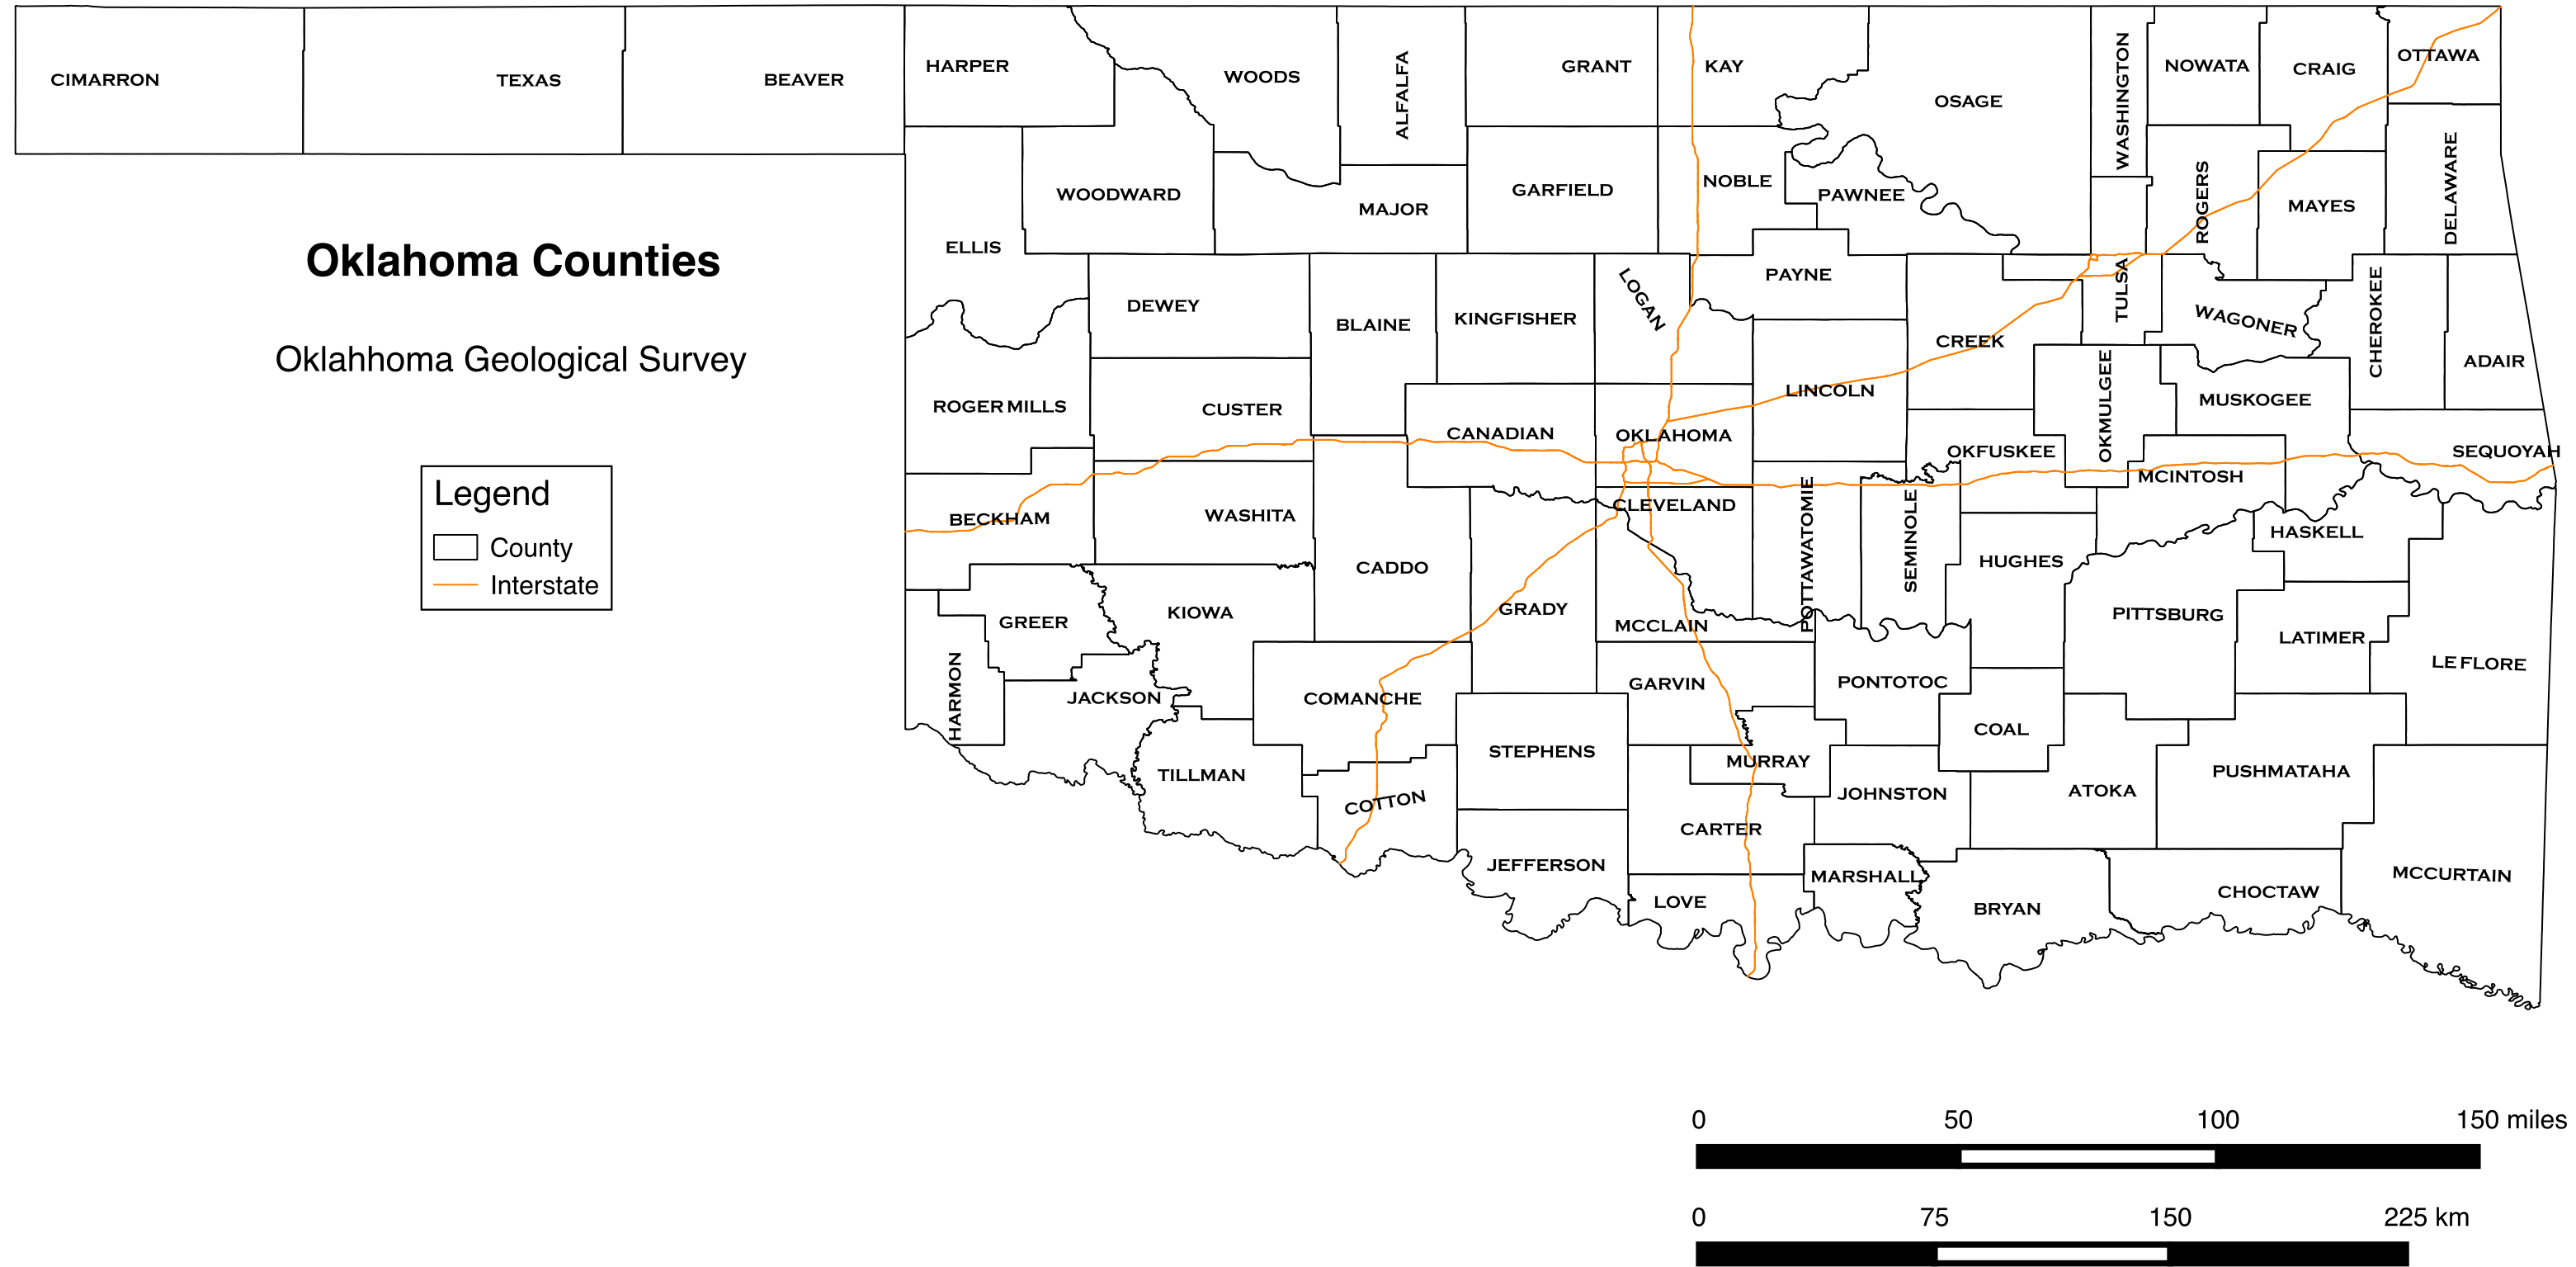 CIMARRON
TEXAS
BEAVER
HARPER
WOODS
ALFALFA
GRANT
KAY
OSAGE
WASHINGTON
NOWATA
CRAIG
OTTAWA
WOODWARD
ELLIS
MAJOR
GARFIELD
NOBLE
PAWNEE
ROGERS
MAYES
DELAWARE
Oklahoma Counties
Oklahhoma Geological Survey
DEWEY
BLAINE
KINGFISHER
LOGAN
PAYNE
CREEK
TULSA
WAGONER
CHEROKEE
ADAIR
ROGER MILLS
CUSTER
CANADIAN
OKLAHOMA
LINCOLN
OKFUSKEE
OKMULGEE
MUSKOGEE
MCINTOSH
SEQUOYAH
Legend
County
Interstate
BECKHAM
WASHITA
CADDO
GRADY
CLEVELAND
MCCLAIN
POTTAWATOMIE
SEMINOLE
HUGHES
PITTSBURG
HASKELL
LATIMER
LE FLORE
GREER
KIOWA
HARMON
JACKSON
COMANCHE
GARVIN
PONTOTOC
COAL
TILLMAN
COTTON
STEPHENS
MURRAY
JOHNSTON
ATOKA
PUSHMATAHA
JEFFERSON
CARTER
LOVE
MARSHALL
BRYAN
CHOCTAW
MCCURTAIN
0 50 100 150 miles
0 75 150 225 km